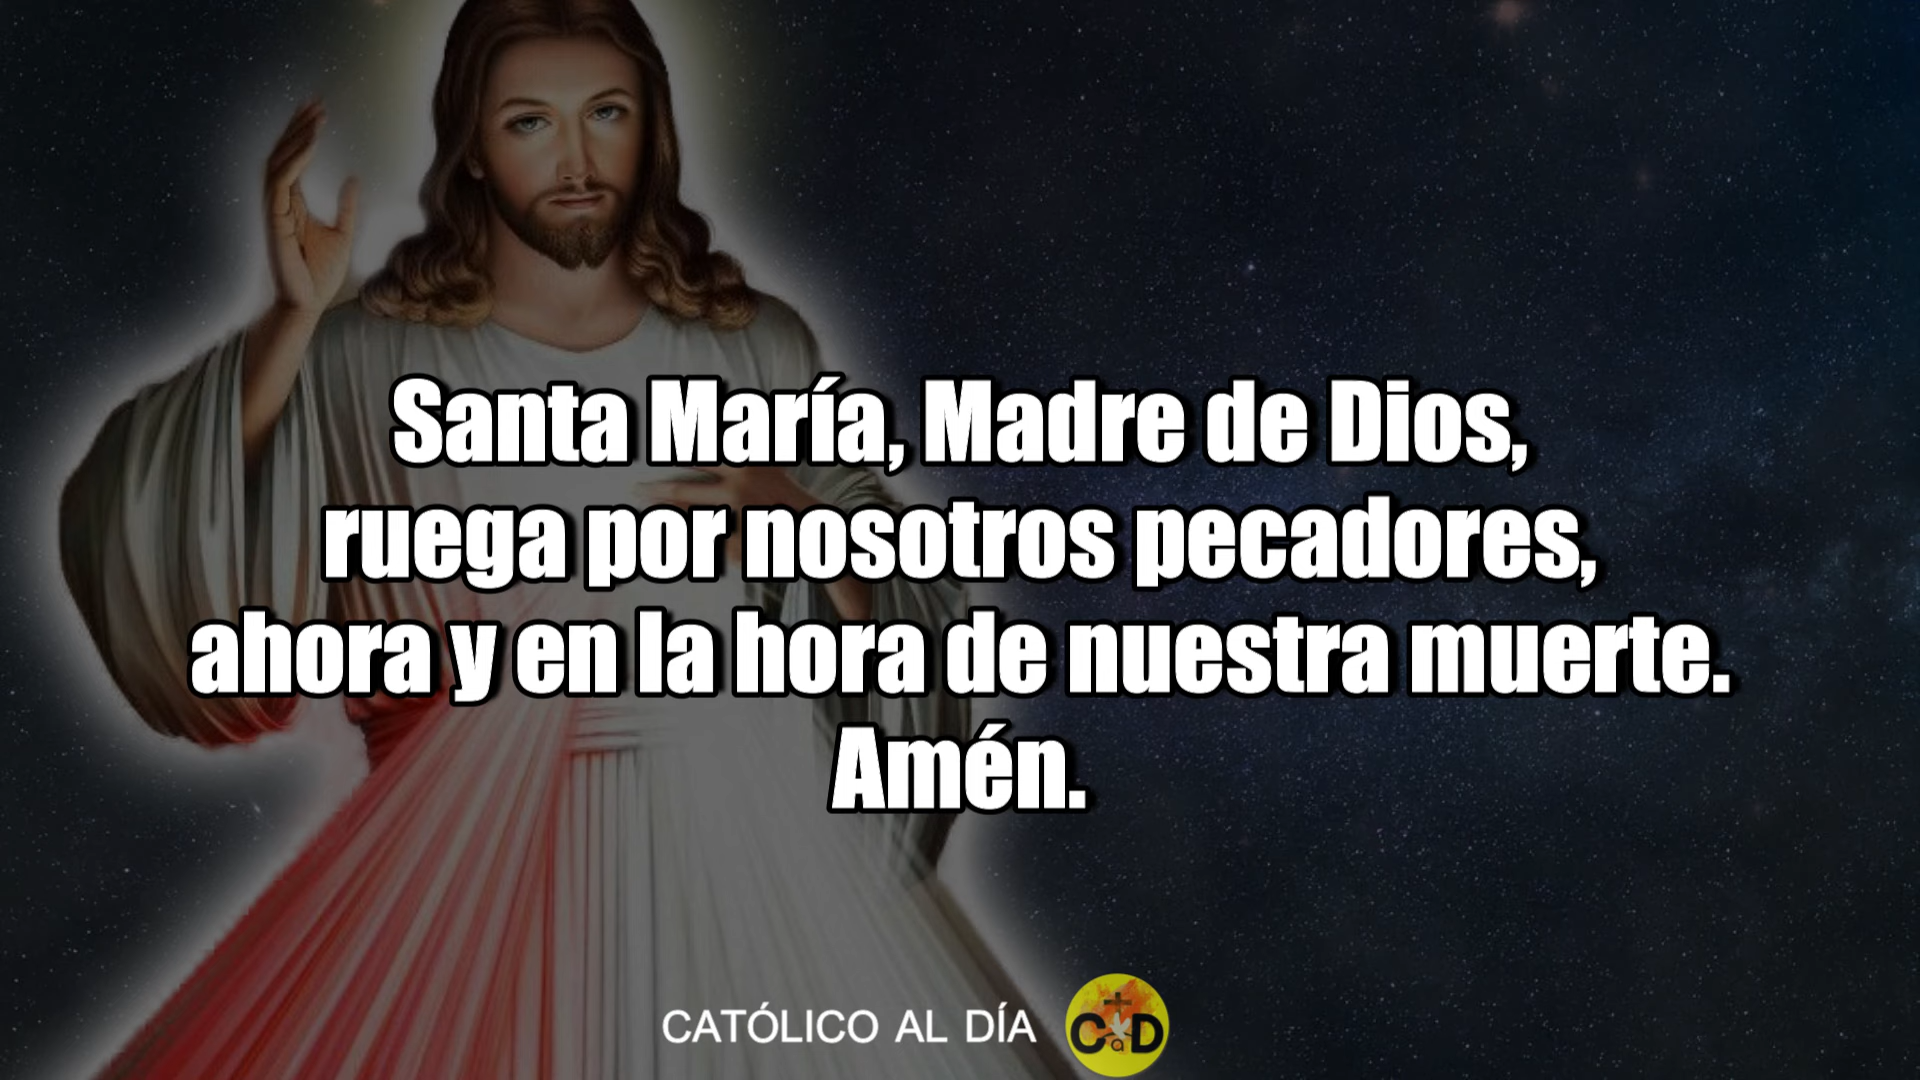 Santa María, Madre de Dios,
ruega por nosotros pecadores,
ahora y en la hora de nuestra muerte.
Amén.
CATÓLICO AL DÍA
CaD